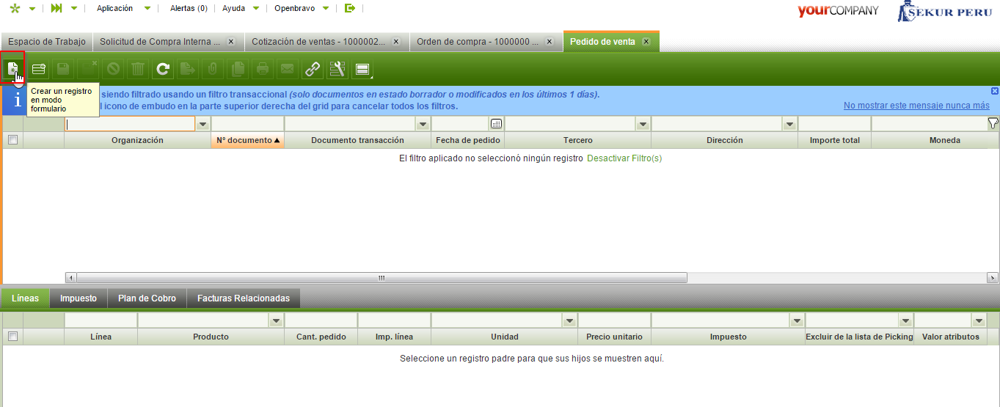 Aplicación Alertas (0) Ayuda Openbravo
yourCOMPANY
SEKUR PERU
Espacio de Trabajo
Solicitud de Compra Interna ...
Cotización de ventas - 1000002...
Orden de compra - 1000000 ...
Pedido de venta
Crear un registro
en modo
formulario
siendo filtrado usando un filtro transaccional (solo documentos en estado borrador o modificados en los últimos 1 días).
l icono de embudo en la parte superior derecha del grid para cancelar todos los filtros.
No mostrar este mensaje nunca más
Organización Nº documento Documento transacción Fecha de pedido Tercero Dirección Importe total Moneda
El filtro aplicado no seleccionó ningún registro Desactivar Filtro(s)
Líneas Impuesto Plan de Cobro Facturas Relacionadas
Línea Producto Cant. pedido Imp. línea Unidad Precio unitario Impuesto Excluir de la lista de Picking Valor atributos
Seleccione un registro padre para que sus hijos se muestren aquí.